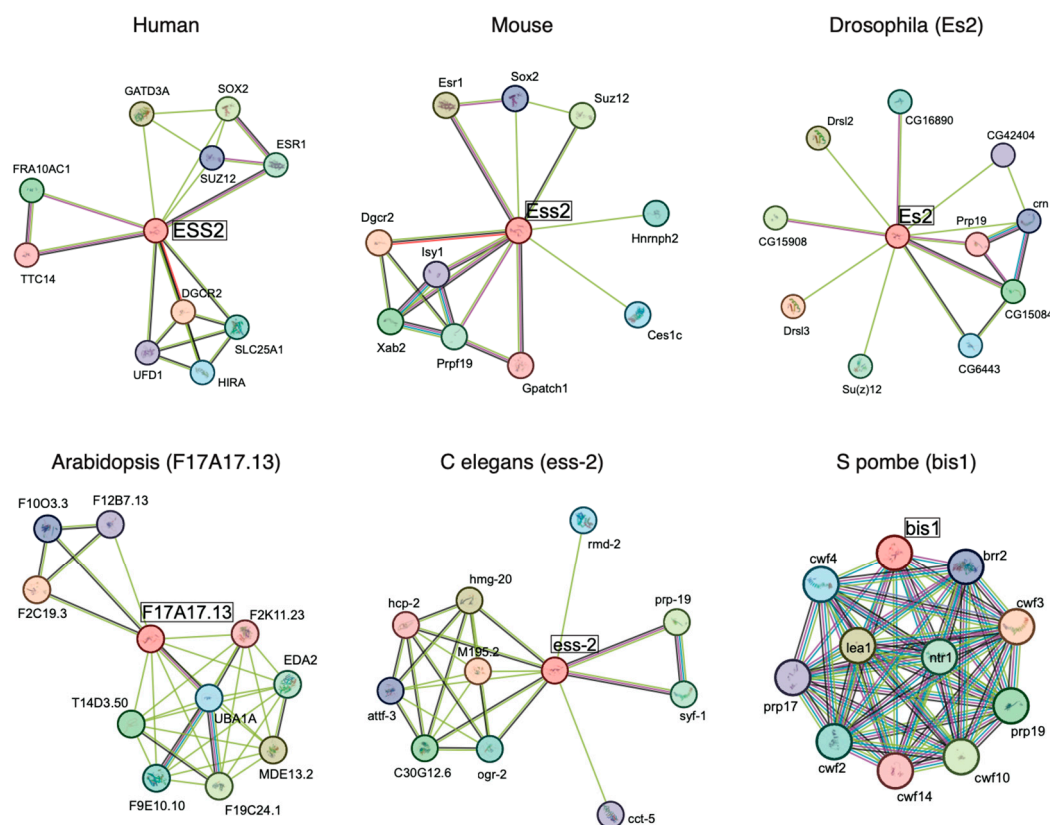 Human
Mouse
Drosophila (Es2)
GATD3A
SOX2
FRA10AC1
SUZ12
ESR1
ESS2
TTC14
DGCR2
SLC25A1
UFD1
HIRA
Esr1
Sox2
Suz12
Ess2
Dgcr2
Hnrnph2
Isy1
Ces1c
Xab2
Prpf19
Gpatch1
Drsl2
CG16890
CG42404
crn
Es2
Prp19
CG15908
CG15084
Drsl3
CG6443
Su(z)12
Arabidopsis (F17A17.13)
C elegans (ess-2)
S pombe (bis1)
F10O3.3
F12B7.13
F2C19.3
F17A17.13
F2K11.23
EDA2
T14D3.50
UBA1A
MDE13.2
F9E10.10
F19C24.1
rmd-2
hmg-20
hcp-2
prp-19
M195.2
ess-2
attf-3
syf-1
C30G12.6
ogr-2
cct-5
bis1
cwf4
brr2
cwf3
lea1
ntr1
prp17
prp19
cwf2
cwf10
cwf14